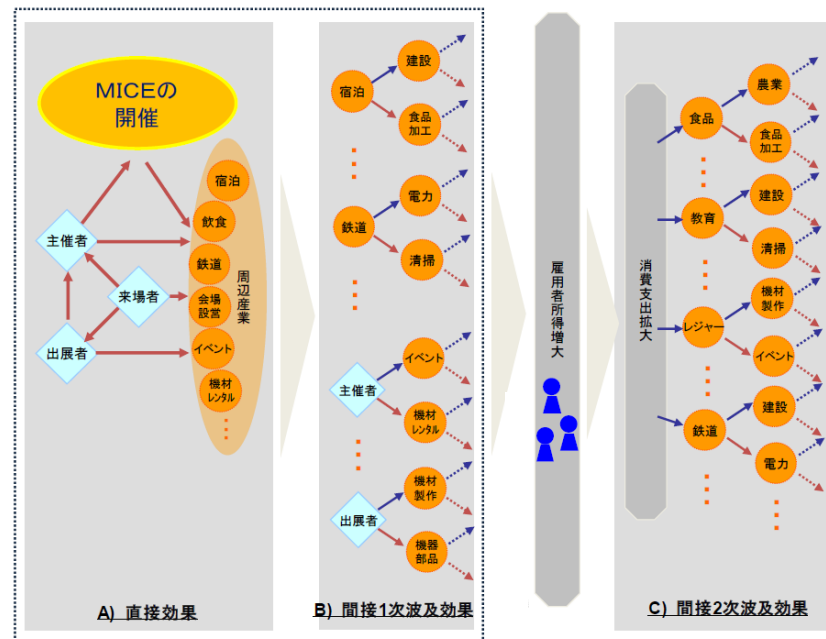 MICEの
開催
宿泊
飲食
鉄道
会場
設営
イベント
機材
レンタル
周辺産業
主催者
来場者
出展者
A) 直接効果
宿泊
建設
食品
加工
鉄道
電力
清掃
主催者
イベント
機材
レンタル
出展者
機材
製作
機器
部品
B) 間接1次波及効果
雇用者所得増大
消費支出拡大
食品
農業
食品
加工
教育
建設
清掃
レジャー
機材
製作
イベント
鉄道
建設
電力
C) 間接2次波及効果